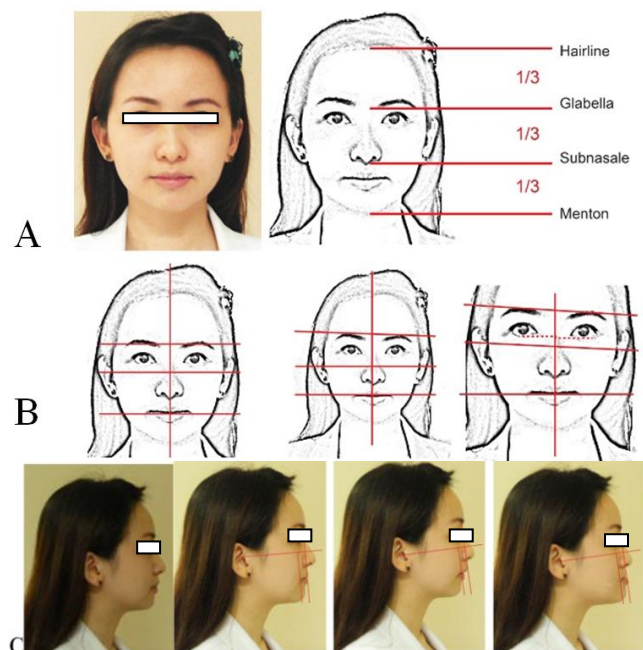 Hairline
1/3
Glabella
1/3
Subnasale
1/3
Menton
A
B
C